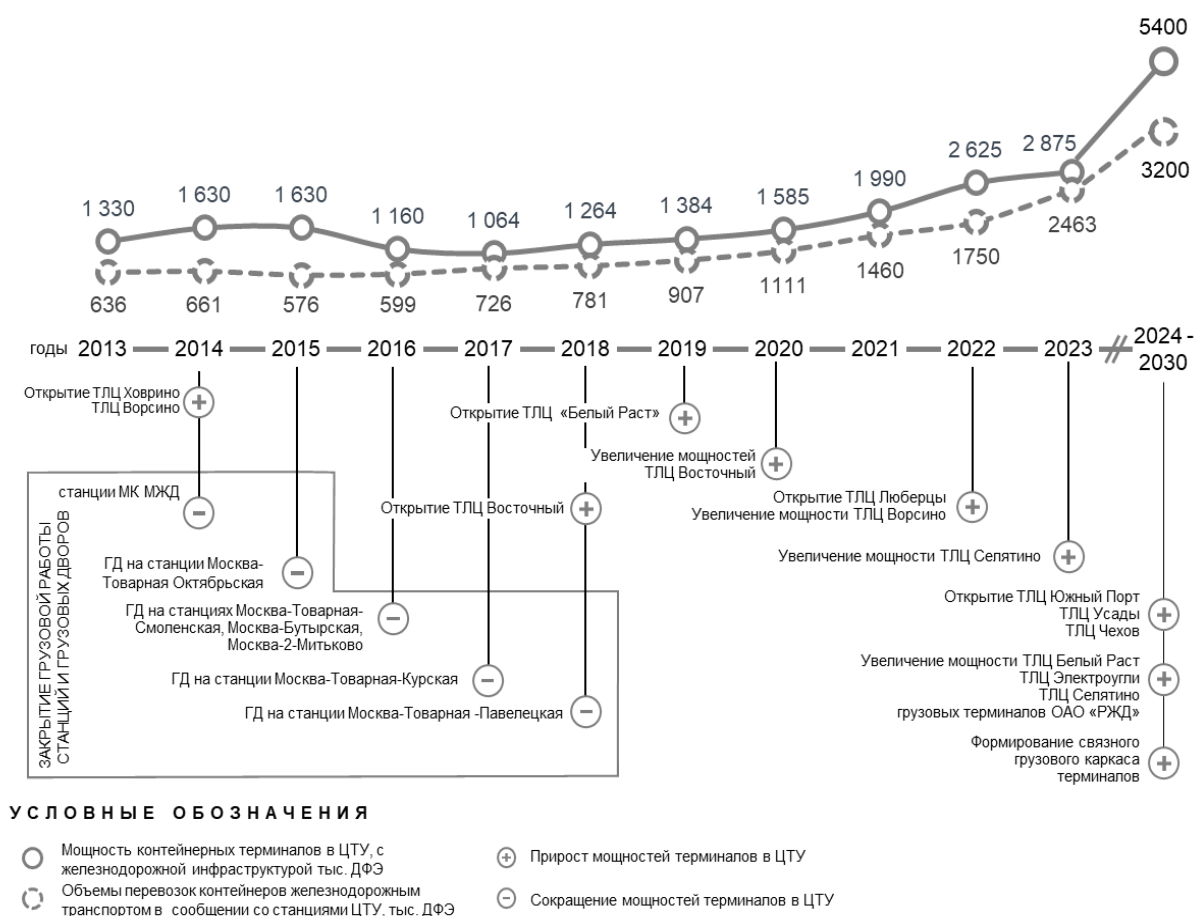 5400
3200
1 330
1 630
1 630
1 160
1 064
1 264
1 384
1 585
1 990
2 625
2 875
636
661
576
599
726
781
907
1111
1460
1750
2463
годы 2013 2014 2015 2016 2017 2018 2019 2020 2021 2022 2023 2024 -
2030
Открытие ТЛЦ Ховрино
ТЛЦ Ворсино
Открытие ТЛЦ «Белый Раст»
Увеличение мощностей
ТЛЦ Восточный
станции МК МЖД
Открытие ТЛЦ Восточный
Открытие ТЛЦ Люберцы
Увеличение мощности ТЛЦ Ворсино
ЗАКРЫТИЕ ГРУЗОВОЙ РАБОТЫ
СТАНЦИЙ И ГРУЗОВЫХ ДВОРОВ
ГД на станции Москва-
Товарная Октябрьская
Увеличение мощности ТЛЦ Селятино
ГД на станциях Москва-Товарная-
Смоленская, Москва-Бутырская,
Москва-2-Митьково
Открытие ТЛЦ Южный Порт
ТЛЦ Усады
ТЛЦ Чехов
ГД на станции Москва-Товарная-Курская
Увеличение мощности ТЛЦ Белый Раст
ТЛЦ Электроугли
ТЛЦ Селятино
грузовых терминалов ОАО «РЖД»
ГД на станции Москва-Товарная -Павелецкая
Формирование связного
грузового каркаса
терминалов
УСЛОВНЫЕ ОБОЗНАЧЕНИЯ
Мощность контейнерных терминалов в ЦТУ, с
железнодорожной инфраструктурой тыс. ДФЭ
Объемы перевозок контейнеров железнодорожным
транспортом в сообщении со станциями ЦТУ, тыс. ДФЭ
Прирост мощностей терминалов в ЦТУ
Сокращение мощностей терминалов в ЦТУ